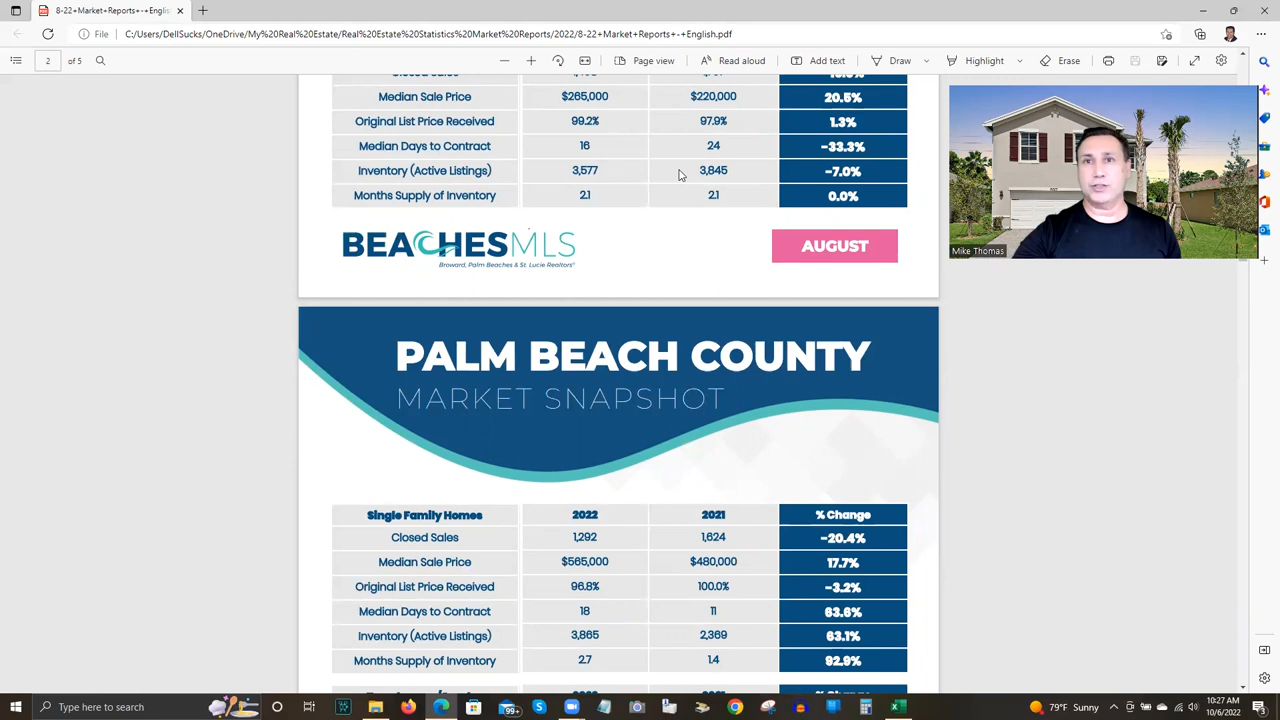 8-22+Market+Reports+-+Englis
File
C:/Users/DellSucks/OneDrive/My%20Real%20Estate/Real%20Estate%20Statistics%20Market%20Reports/2022/8-22+Market+Reports+-+English.pdf
2 of 5
Page view
Read aloud
Add text
Draw
Highlight
Erase
Median Sale Price $265,000 $220,000 20.5%
Original List Price Received 99.2% 97.9% 1.3%
Median Days to Contract 16 24 -33.3%
Inventory (Active Listings) 3,577 3,845 -7.0%
Months Supply of Inventory 2.1 2.1 0.0%
BEACHESMLS
Broward, Palm Beaches & St. Lucie Realtors®
AUGUST
Mike Thomas
PALM BEACH COUNTY
MARKET SNAPSHOT
Single Family Homes 2022 2021 % Change
Closed Sales 1,292 1,624 -20.4%
Median Sale Price $565,000 $480,000 17.7%
Original List Price Received 96.8% 100.0% -3.2%
Median Days to Contract 18 11 63.6%
Inventory (Active Listings) 3,865 2,369 63.1%
Months Supply of Inventory 2.7 1.4 92.9%
Type here to search
99+
79°F Sunny
10:27 AM
10/6/2022